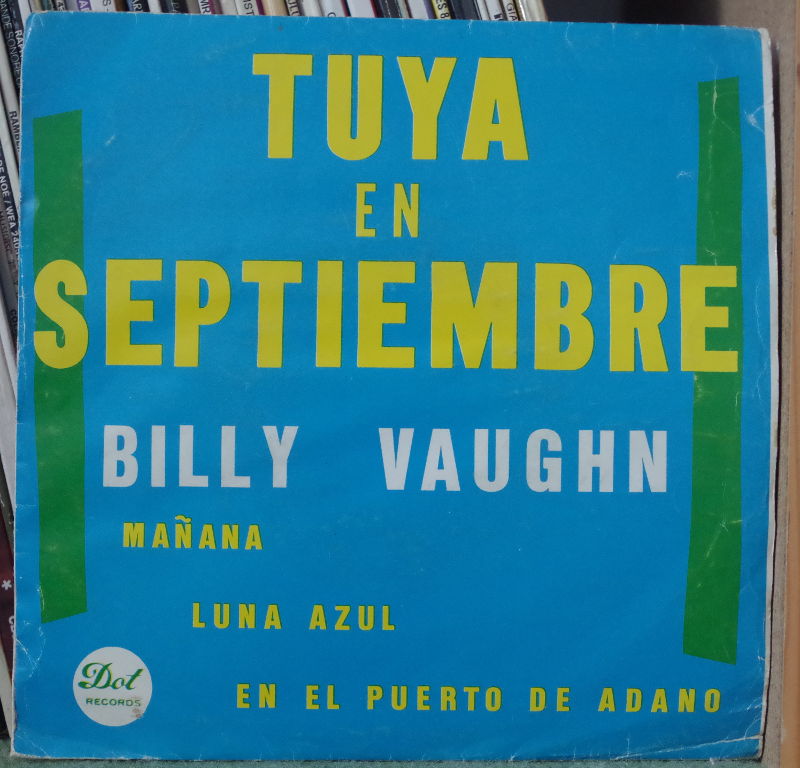 TUYA
EN
SEPTIEMBRE
BILLY VAUGHN
MAÑANA
LUNA AZUL
EN EL PUERTO DE ADANO
Dot
RECORDS